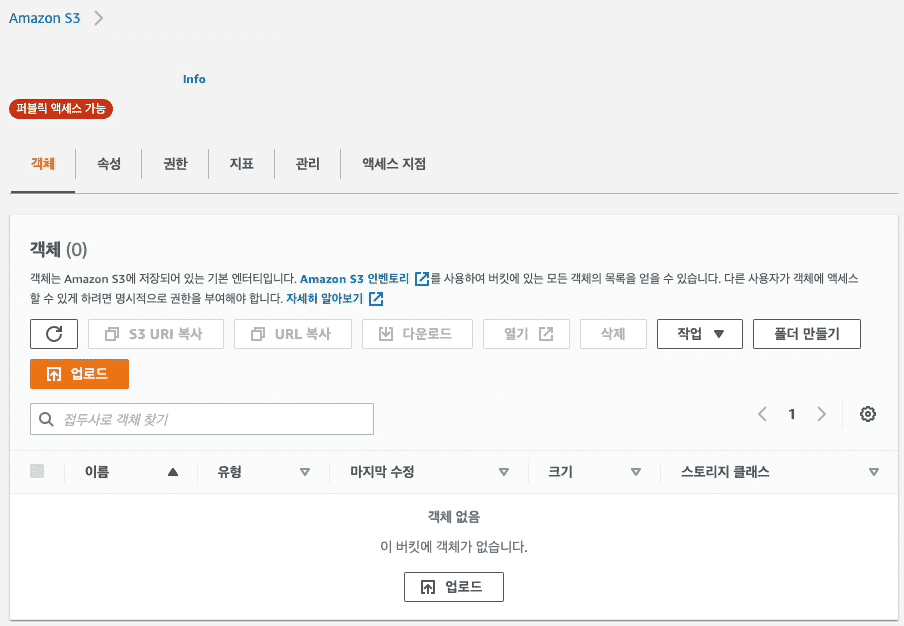 Amazon S3
Info
퍼블릭 액세스 가능
객체 속성 권한 지표 관리 액세스 지점
객체 (0)
객체는 Amazon S3에 저장되어 있는 기본 엔터티입니다. Amazon S3 인벤토리 를 사용하여 버킷에 있는 모든 객체의 목록을 얻을 수 있습니다. 다른 사용자가 객체에 액세스
할 수 있게 하려면 명시적으로 권한을 부여해야 합니다. 자세히 알아보기
S3 URI 복사 URL 복사 다운로드 열기 삭제 작업 폴더 만들기
업로드
접두사로 객체 찾기 1
이름 유형 마지막 수정 크기 스토리지 클래스
객체 없음
이 버킷에 객체가 없습니다.
업로드